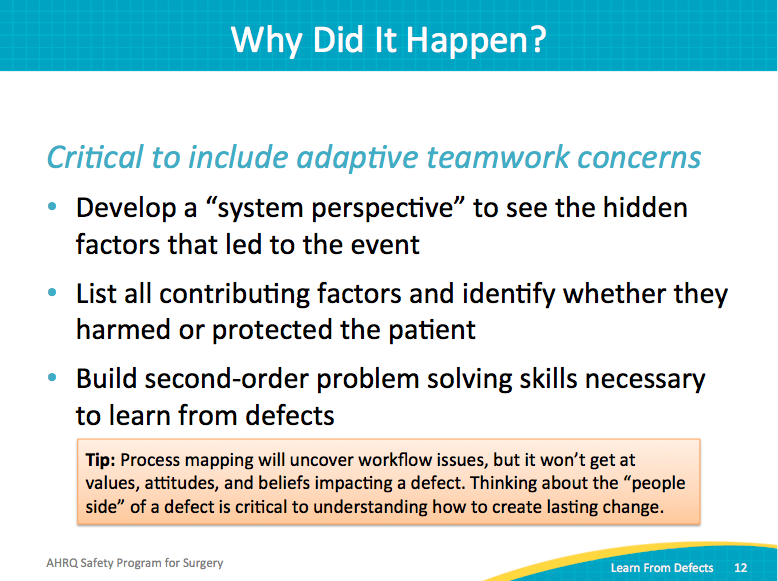 Why Did It Happen?
Critical to include adaptive teamwork concerns
• Develop a “system perspective” to see the hidden
factors that led to the event
• List all contributing factors and identify whether they
harmed or protected the patient
• Build second-order problem solving skills necessary
to learn from defects
Tip: Process mapping will uncover workflow issues, but it won’t get at
values, attitudes, and beliefs impacting a defect. Thinking about the “people
side” of a defect is critical to understanding how to create lasting change.
AHRQ Safety Program for Surgery
Learn From Defects 12